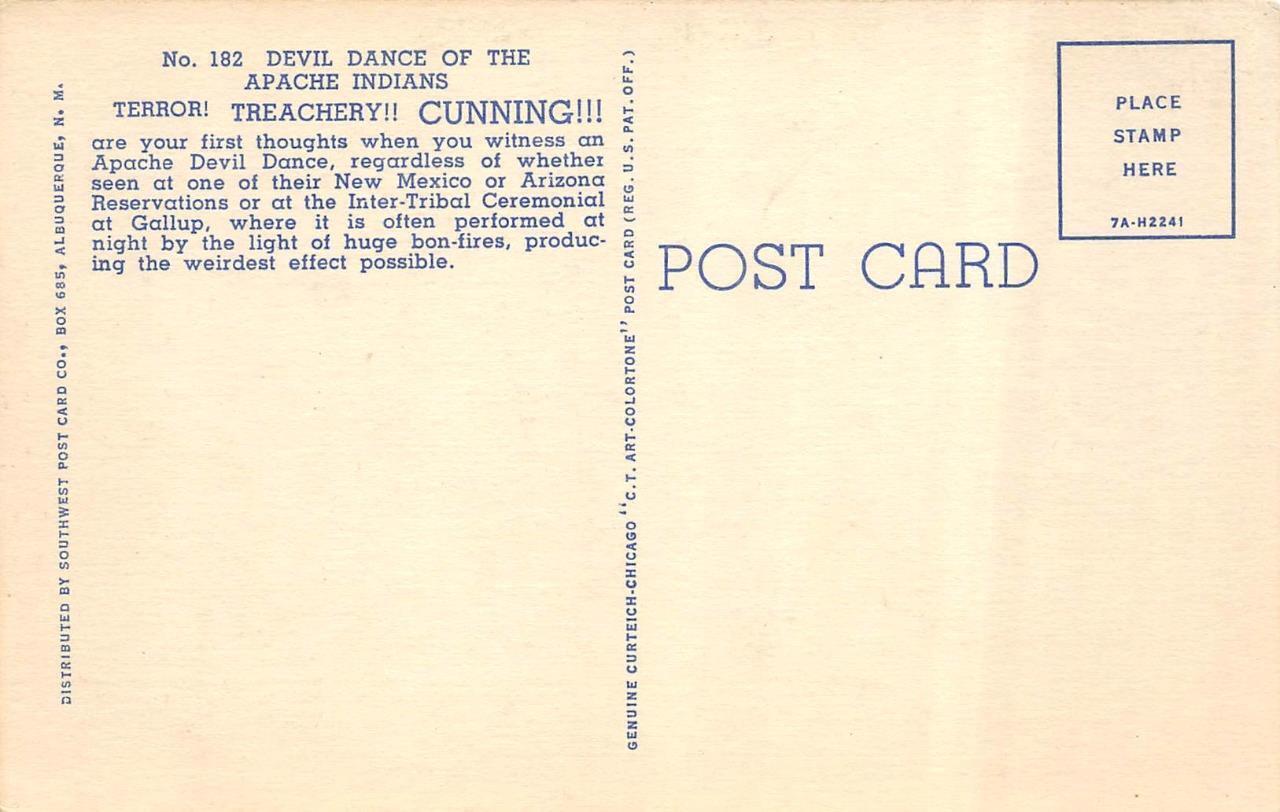 No. 182 DEVIL DANCE OF THE
APACHE INDIANS
TERROR! TREACHERY!! CUNNING!!!
are your first thoughts when you witness an
Apache Devil Dance, regardless of whether
seen at one of their New Mexico or Arizona
Reservations or at the Inter-Tribal Ceremonial
at Gallup, where it is often performed at
night by the light of huge bon-fires, produc-
ing the weirdest effect possible.
DISTRIBUTED BY SOUTHWEST POST CARD CO., BOX 685, ALBUQUERQUE, N. M.
GENUINE CURTEICH-CHICAGO "C.T. ART-COLORTONE" POST CARD (REG. U.S. PAT. OFF.)
POST CARD
PLACE
STAMP
HERE
7A-H2241